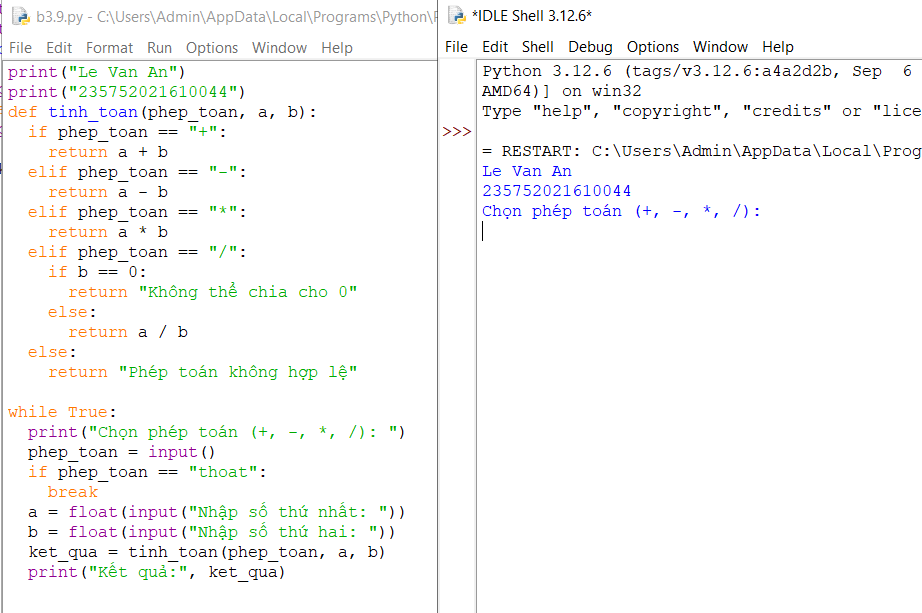 b3.9.py - C:\Users\Admin\AppData\Local\Programs\Python\
File Edit Format Run Options Window Help
print("Le Van An")
print("235752021610044")
def tinh_toan(phep_toan, a, b):
if phep_toan == "+":
return a + b
elif phep_toan == "-":
return a - b
elif phep_toan == "*":
return a * b
elif phep_toan == "/":
if b == 0:
return "Không thể chia cho 0"
else:
return a / b
else:
return "Phép toán không hợp lệ"
while True:
print("Chọn phép toán (+, -, *, /): ")
phep_toan = input()
if phep_toan == "thoat":
break
a = float(input("Nhập số thứ nhất: "))
b = float(input("Nhập số thứ hai: "))
ket_qua = tinh_toan(phep_toan, a, b)
print("Kết quả:", ket_qua)
*IDLE Shell 3.12.6*
File Edit Shell Debug Options Window Help
Python 3.12.6 (tags/v3.12.6:a4a2d2b, Sep 6
AMD64)] on win32
Type "help", "copyright", "credits" or "lice
>>>
= RESTART: C:\Users\Admin\AppData\Local\Prog
Le Van An
235752021610044
Chọn phép toán (+, -, *, /):